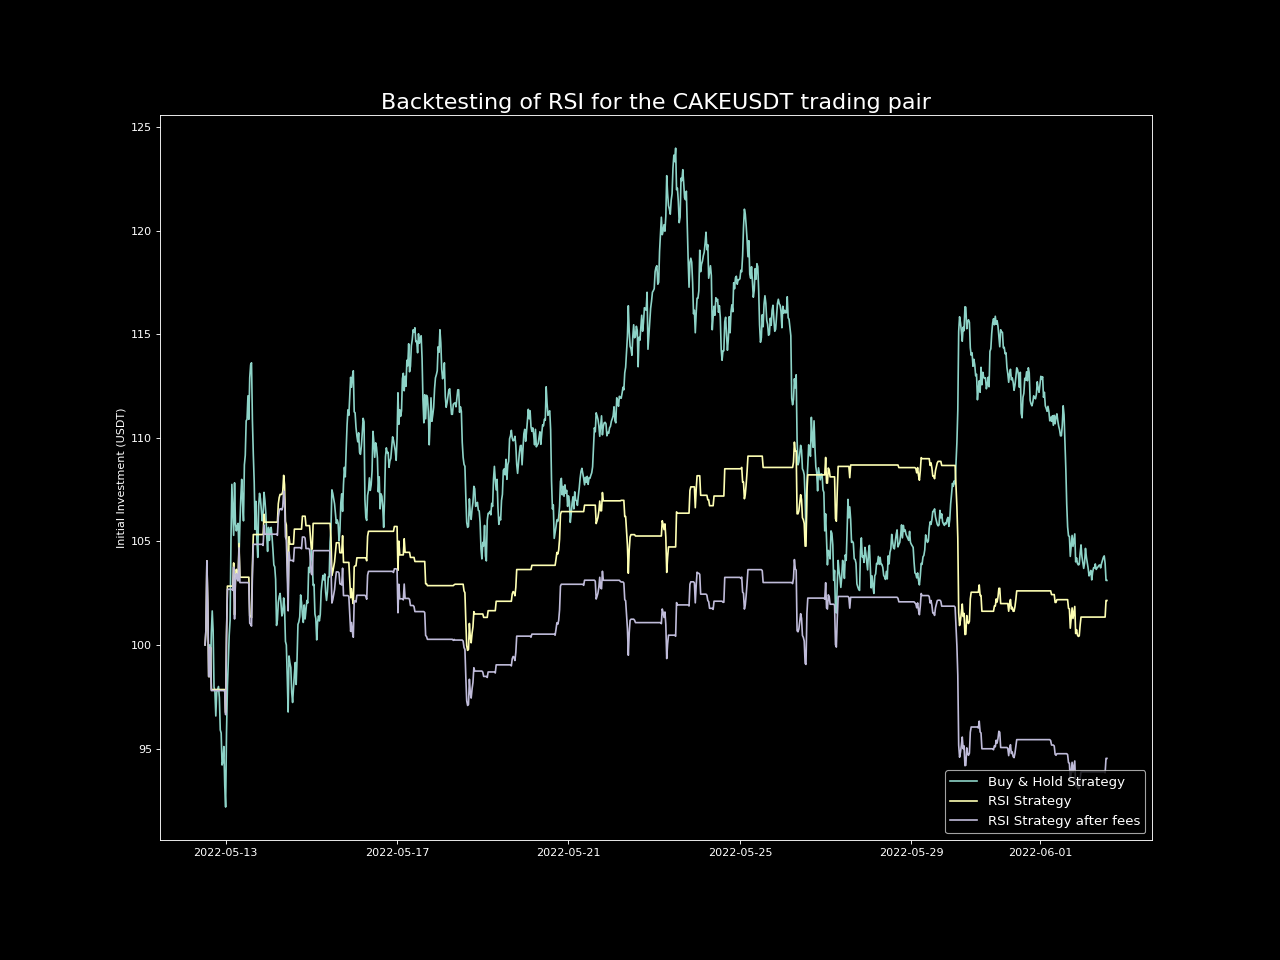 Backtesting of RSI for the CAKEUSDT trading pair
125
120
115
110
105
100
95
Initial Investment (USDT)
2022-05-13
2022-05-17
2022-05-21
2022-05-25
2022-05-29
2022-06-01
Buy & Hold Strategy
RSI Strategy
RSI Strategy after fees